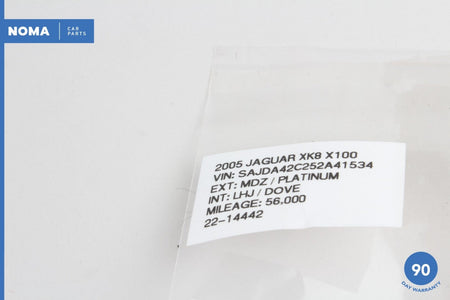 NOMA CAR
PARTS
2005 JAGUAR XK8 X100
VIN: SAJDA42C252A41534
EXT: MDZ / PLATINUM
INT: LHJ / DOVE
MILEAGE: 56,000
22-14442
90
DAY WARRANTY